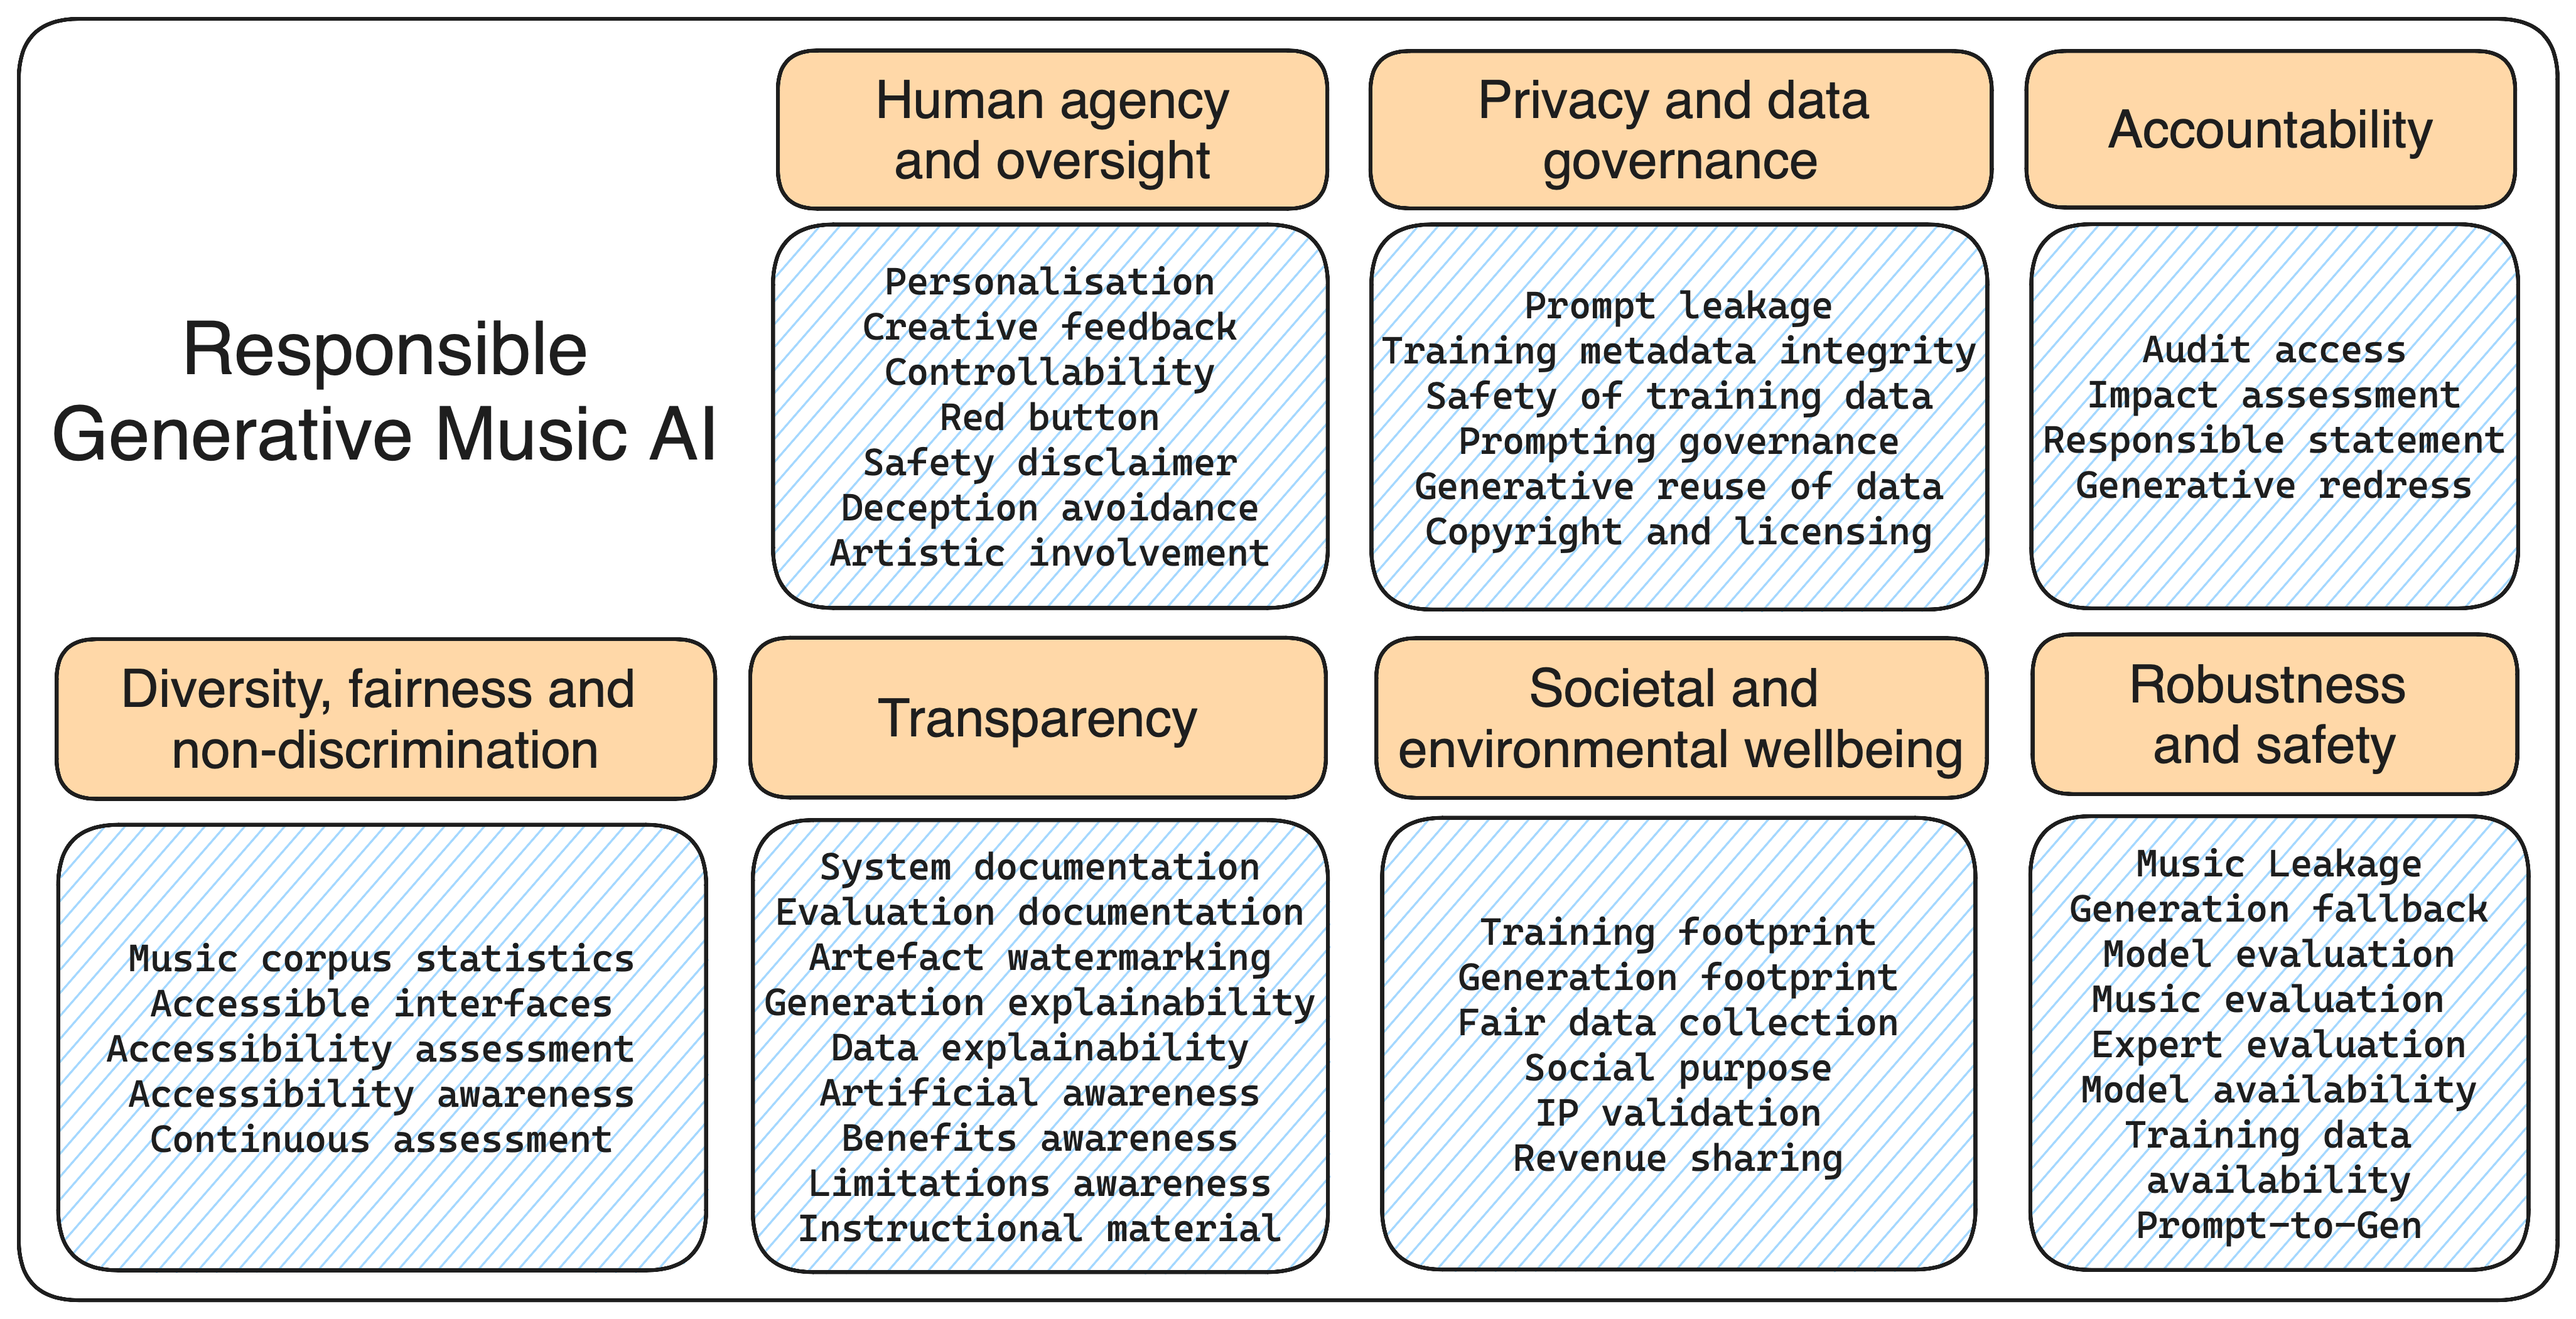 Responsible
Generative Music AI
Human agency
and oversight
Personalisation
Creative feedback
Controllability
Red button
Safety disclaimer
Deception avoidance
Artistic involvement
Privacy and data
governance
Prompt leakage
Training metadata integrity
Safety of training data
Prompting governance
Generative reuse of data
Copyright and licensing
Accountability
Audit access
Impact assessment
Responsible statement
Generative redress
Diversity, fairness and
non-discrimination
Music corpus statistics
Accessible interfaces
Accessibility assessment
Accessibility awareness
Continuous assessment
Transparency
System documentation
Evaluation documentation
Artefact watermarking
Generation explainability
Data explainability
Artificial awareness
Benefits awareness
Limitations awareness
Instructional material
Societal and
environmental wellbeing
Training footprint
Generation footprint
Fair data collection
Social purpose
IP validation
Revenue sharing
Robustness
and safety
Music Leakage
Generation fallback
Model evaluation
Music evaluation
Expert evaluation
Model availability
Training data
availability
Prompt-to-Gen